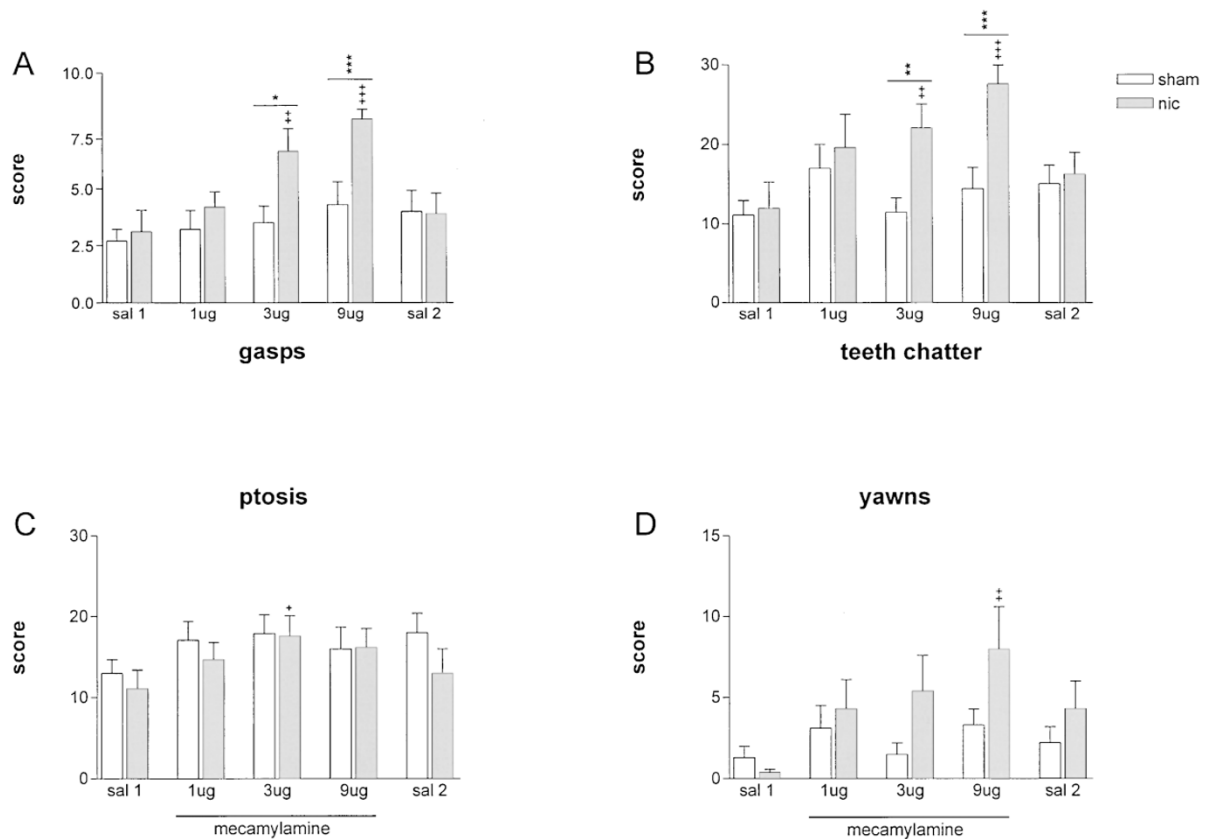 A
10.0
7.5
5.0
2.5
0.0
score
*
++
***
+++
sal 1 1ug 3ug 9ug sal 2
gasps
B
30
20
10
0
score
**
++
***
+++
sal 1 1ug 3ug 9ug sal 2
teeth chatter
sham
nic
ptosis
C
30
20
10
0
score
+
sal 1 1ug 3ug 9ug sal 2
mecamylamine
yawns
D
15
10
5
0
score
++
sal 1 1ug 3ug 9ug sal 2
mecamylamine